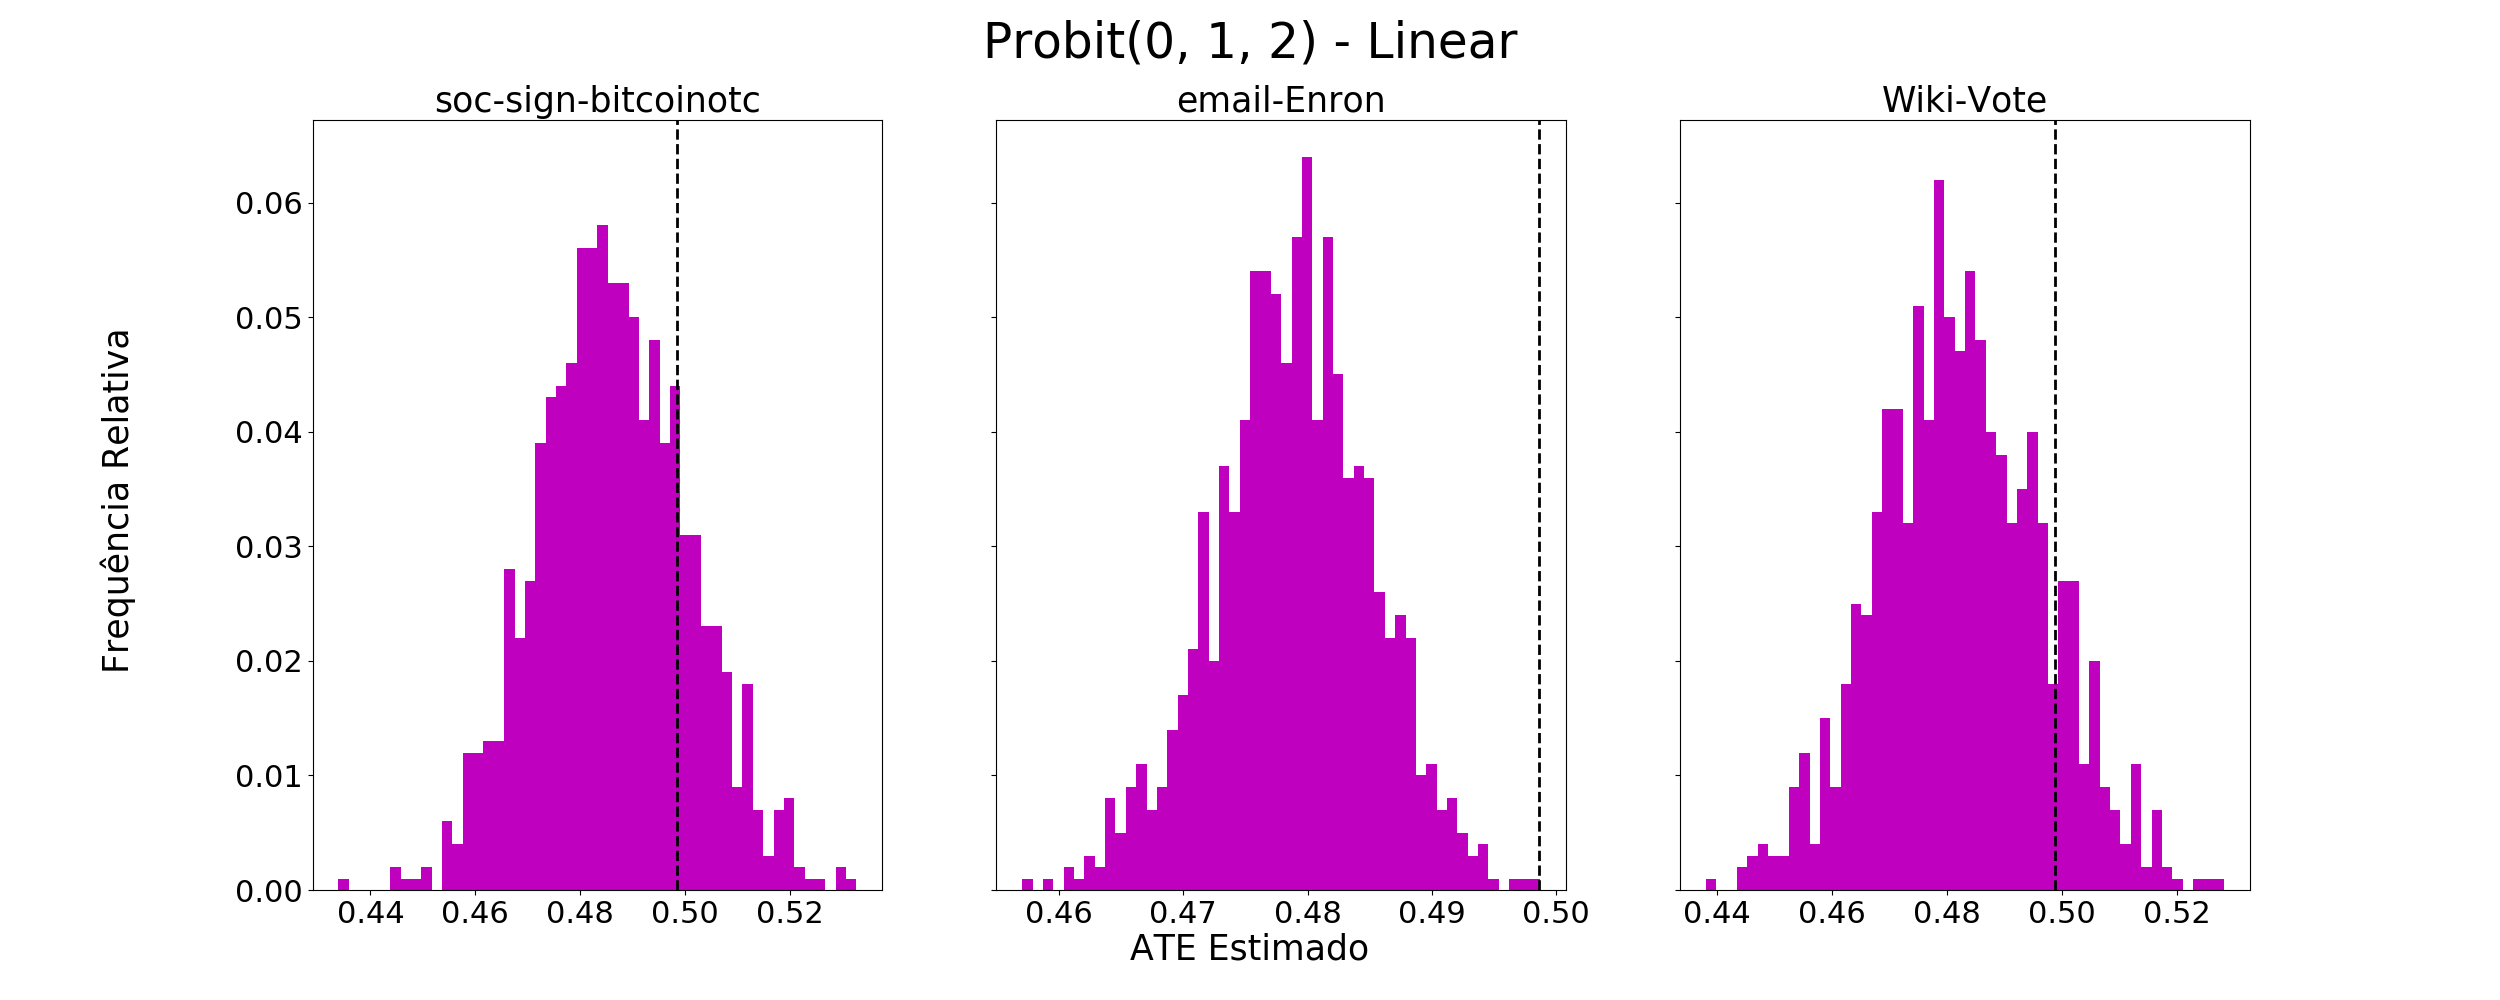 Probit(0, 1, 2) - Linear
soc-sign-bitcoinotc
email-Enron
Wiki-Vote
Frequência Relativa
0.06
0.05
0.04
0.03
0.02
0.01
0.00
0.44 0.46 0.48 0.50 0.52
0.46 0.47 0.48 0.49 0.50
0.44 0.46 0.48 0.50 0.52
ATE Estimado